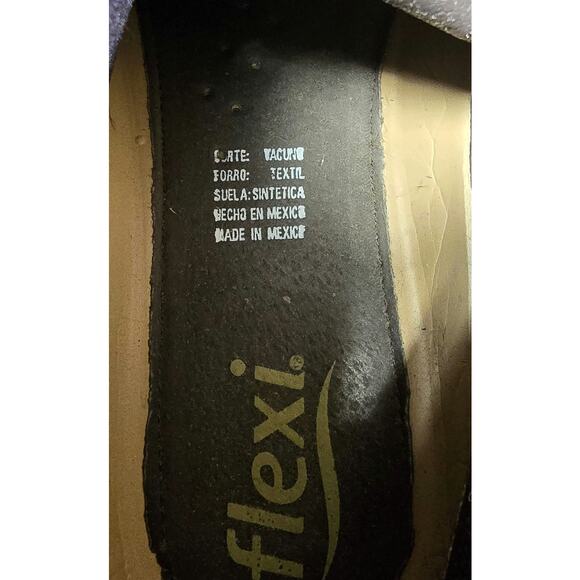 CORTE: VACUNO
FORRO: TEXTIL
SUELA: SINTETICA
HECHO EN MEXICO
MADE IN MEXICO
flexi®